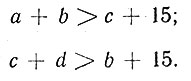 a + b > c + 15;
c + d > b + 15.